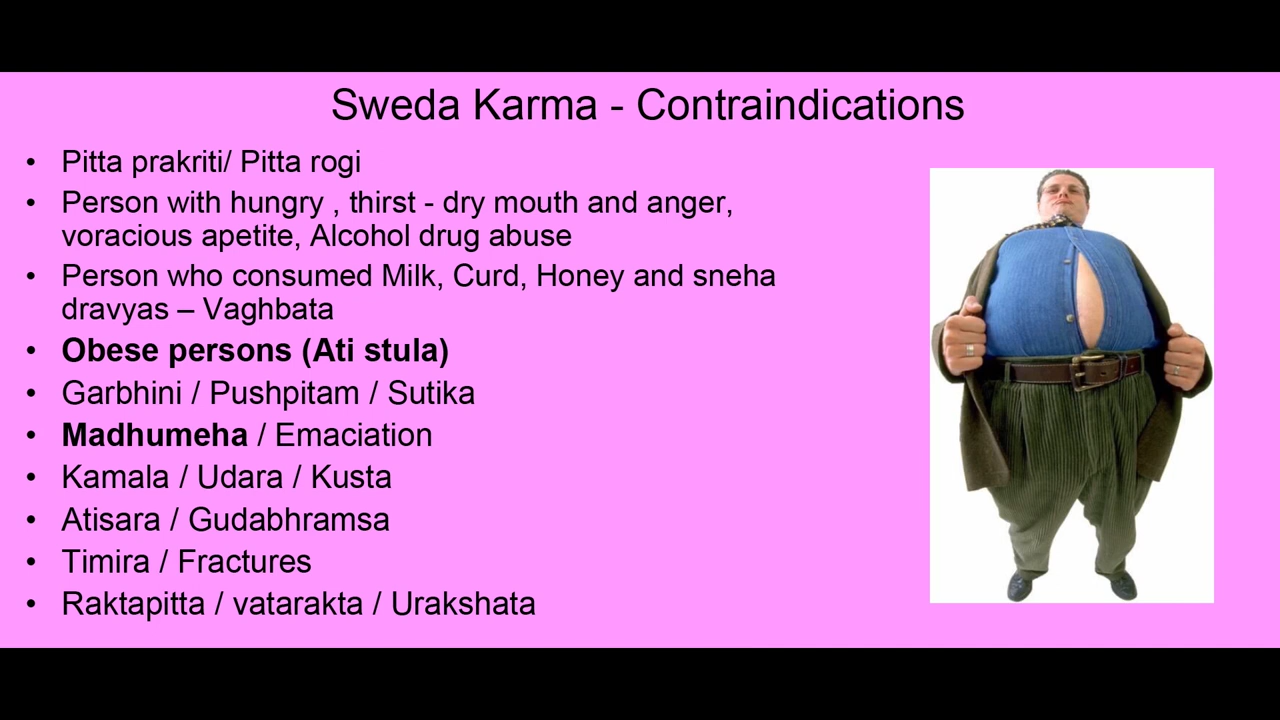 Sweda Karma - Contraindications
• Pitta prakriti/ Pitta rogi
• Person with hungry , thirst - dry mouth and anger,
voracious apetite, Alcohol drug abuse
• Person who consumed Milk, Curd, Honey and sneha
dravyas – Vaghbata
• Obese persons (Ati stula)
• Garbhini / Pushpitam / Sutika
• Madhumeha / Emaciation
• Kamala / Udara / Kusta
• Atisara / Gudabhramsa
• Timira / Fractures
• Raktapitta / vatarakta / Urakshata